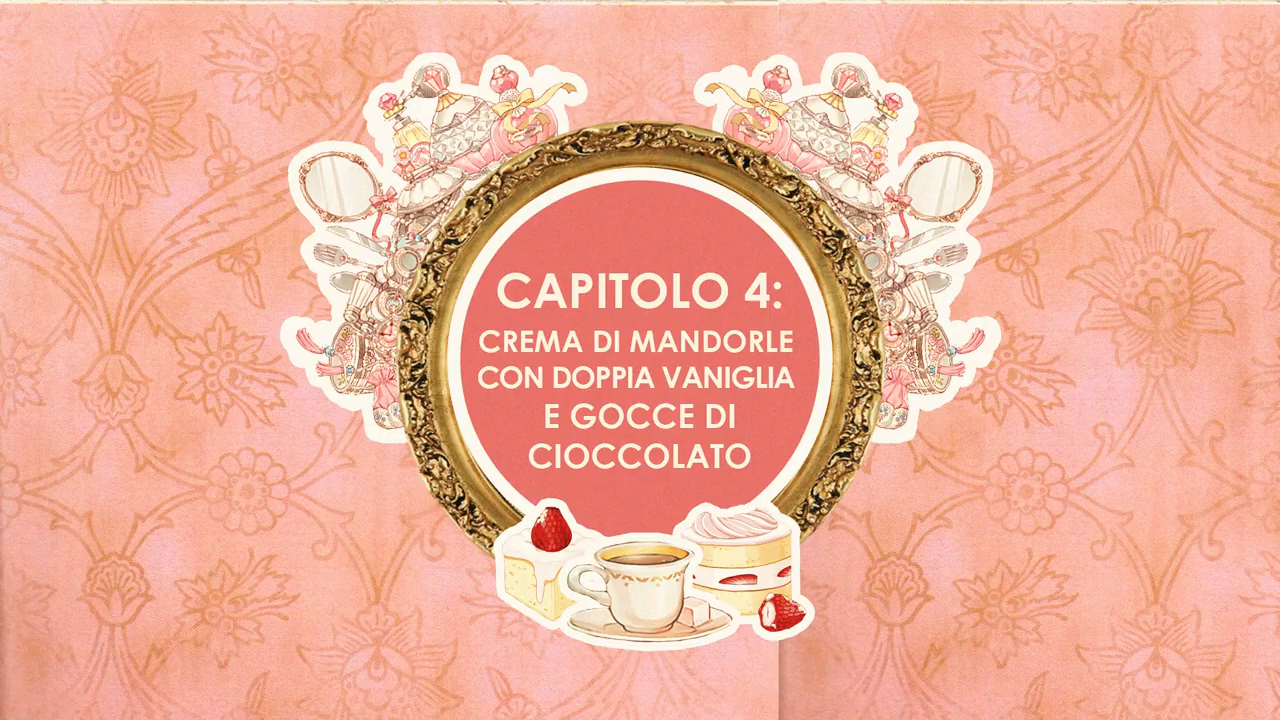 CAPITOLO 4:
CREMA DI MANDORLE
CON DOPPIA VANIGLIA
E GOCCE DI
CIOCCOLATO